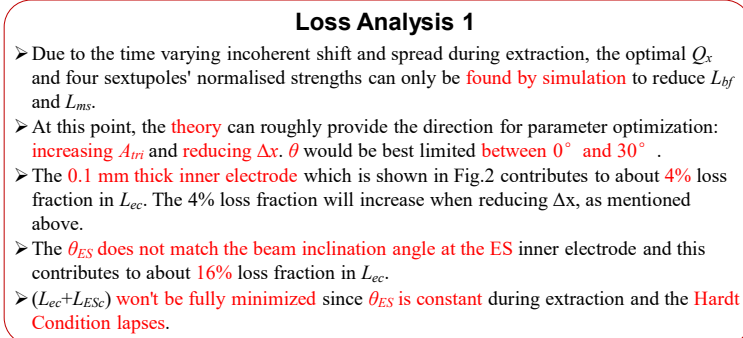 Loss Analysis 1
➢Due to the time varying incoherent shift and spread during extraction, the optimal Qx
and four sextupoles' normalised strengths can only be found by simulation to reduce Lbf
and Lms.
➢At this point, the theory can roughly provide the direction for parameter optimization:
increasing Atri and reducing Δx. θ would be best limited between 0° and 30° .
➢The 0.1 mm thick inner electrode which is shown in Fig.2 contributes to about 4% loss
fraction in Lec. The 4% loss fraction will increase when reducing Δx, as mentioned
above.
➢The θES does not match the beam inclination angle at the ES inner electrode and this
contributes to about 16% loss fraction in Lec.
➢(Lec+LESc) won't be fully minimized since θES is constant during extraction and the Hardt
Condition lapses.